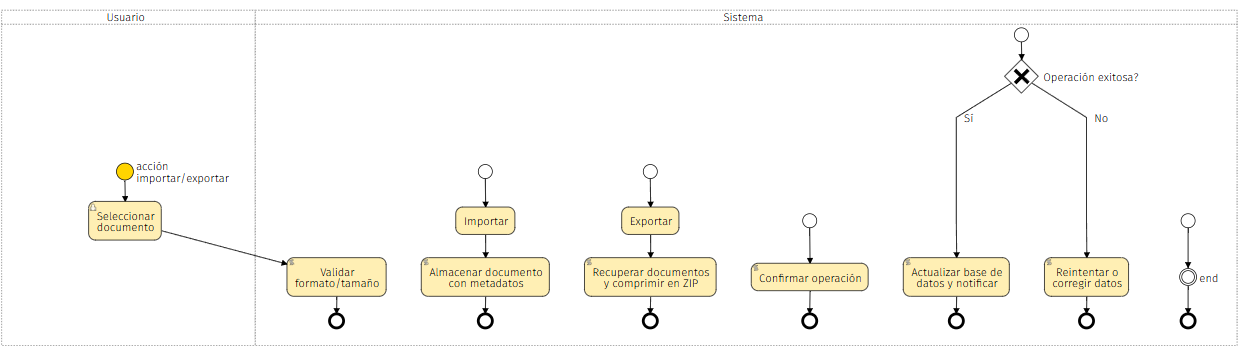 Usuario
Sistema
Operación exitosa?
Sí
No
acción
importar/exportar
Seleccionar
documento
Importar
Exportar
Validar
formato/tamaño
Almacenar documento
con metadatos
Recuperar documentos
y comprimir en ZIP
Confirmar operación
Actualizar base de
datos y notificar
Reintentar o
corregir datos
end